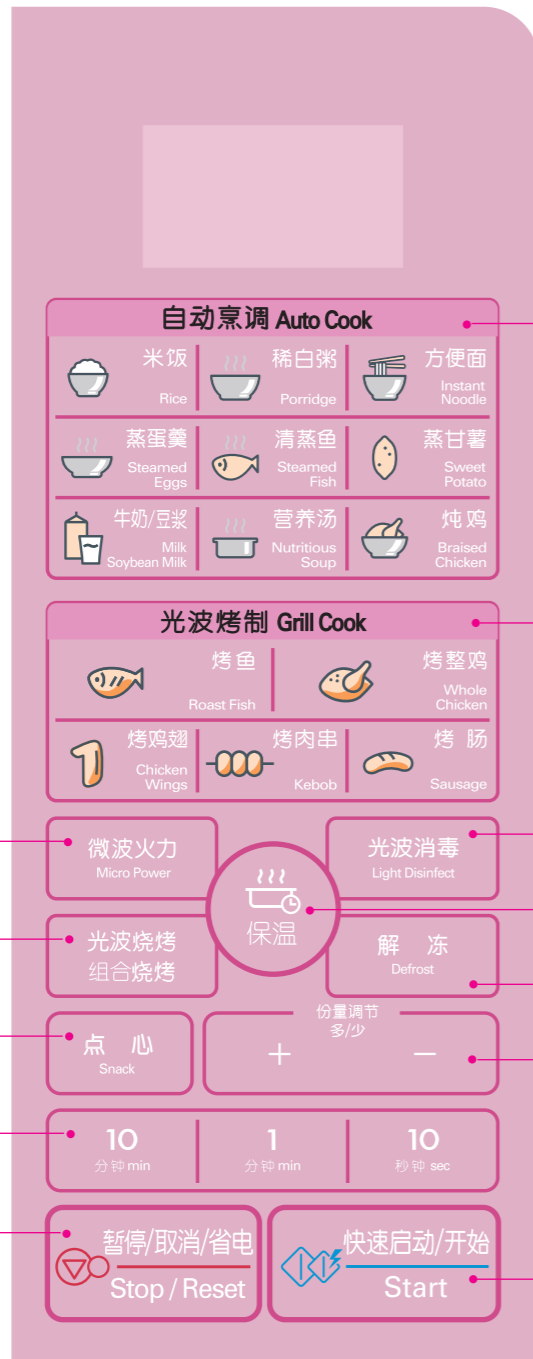 自动烹调 Auto Cook
米饭
Rice
稀白粥
Porridge
方便面
Instant
Noodle
蒸蛋羹
Steamed
Eggs
清蒸鱼
Steamed
Fish
蒸甘薯
Sweet
Potato
牛奶/豆浆
Milk
Soybean Milk
营养汤
Nutritious
Soup
炖鸡
Braised
Chicken
光波烤制 Grill Cook
烤鱼
Roast Fish
烤整鸡
Whole
Chicken
烤鸡翅
Chicken
Wings
烤肉串
Kebob
烤 肠
Sausage
微波火力
Micro Power
光波消毒
Light Disinfect
保温
光波烧烤
组合烧烤
解 冻
Defrost
点 心
Snack
份量调节
多/少
+ −
10
分钟 min
1
分钟 min
10
秒钟 sec
暂停/取消/省电
Stop / Reset
快速启动/开始
Start